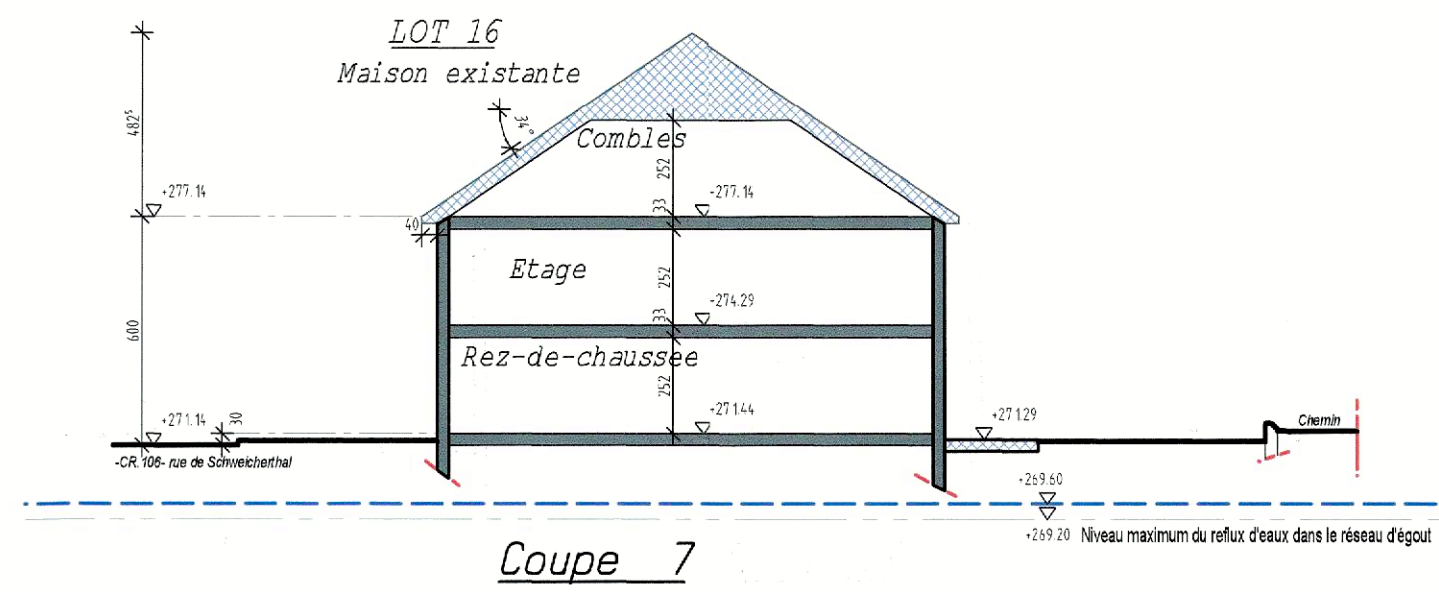 LOT 16
Maison existante
482⁵
34°
Combles
252
+277.14
-277.14
33
40
Etage
252
-274.29
33
600
Rez-de-chaussée
252
+271.14
30
+271.44
+271.29
Chemin
-CR.106- rue de Schweicherthal
+269.60
+269.20 Niveau maximum du reflux d'eaux dans le réseau d'égout
Coupe 7